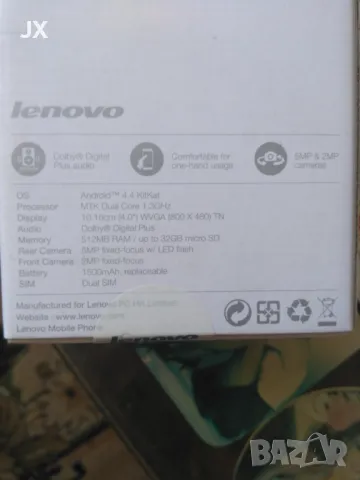 JX
lenovo
Dolby® Digital
Plus audio
Comfortable for
one-hand usage
5MP & 2MP
cameras
OS Android™ 4.4 KitKat
Processor MTK Dual Core 1.3GHz
Display 10.16cm (4.0") WVGA (800 X 480) TN
Audio Dolby® Digital Plus
Memory 512MB RAM / up to 32GB micro SD
Rear Camera 5MP fixed-focus w/ LED flash
Front Camera 2MP fixed-focus
Battery 1500mAh, replaceable
SIM Dual SIM
Manufactured for Lenovo PC HK Limited
Website : www.lenovo.com
Lenovo Mobile Phone
lenovo
BAZAR